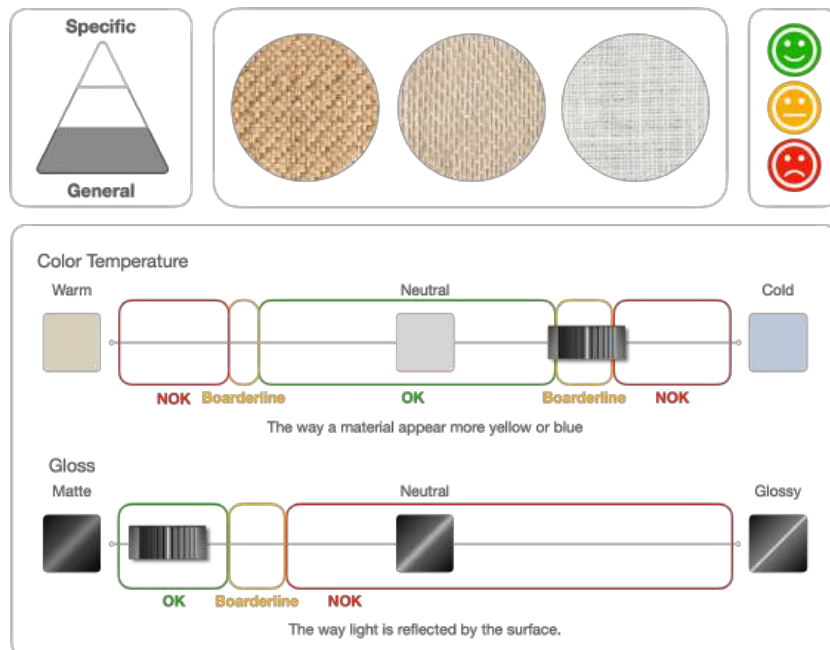 Specific
General
Color Temperature
Warm
Neutral
Cold
NOK
Boarderline
OK
Boarderline
NOK
The way a material appear more yellow or blue
Gloss
Matte
Neutral
Glossy
OK
Boarderline
NOK
The way light is reflected by the surface.